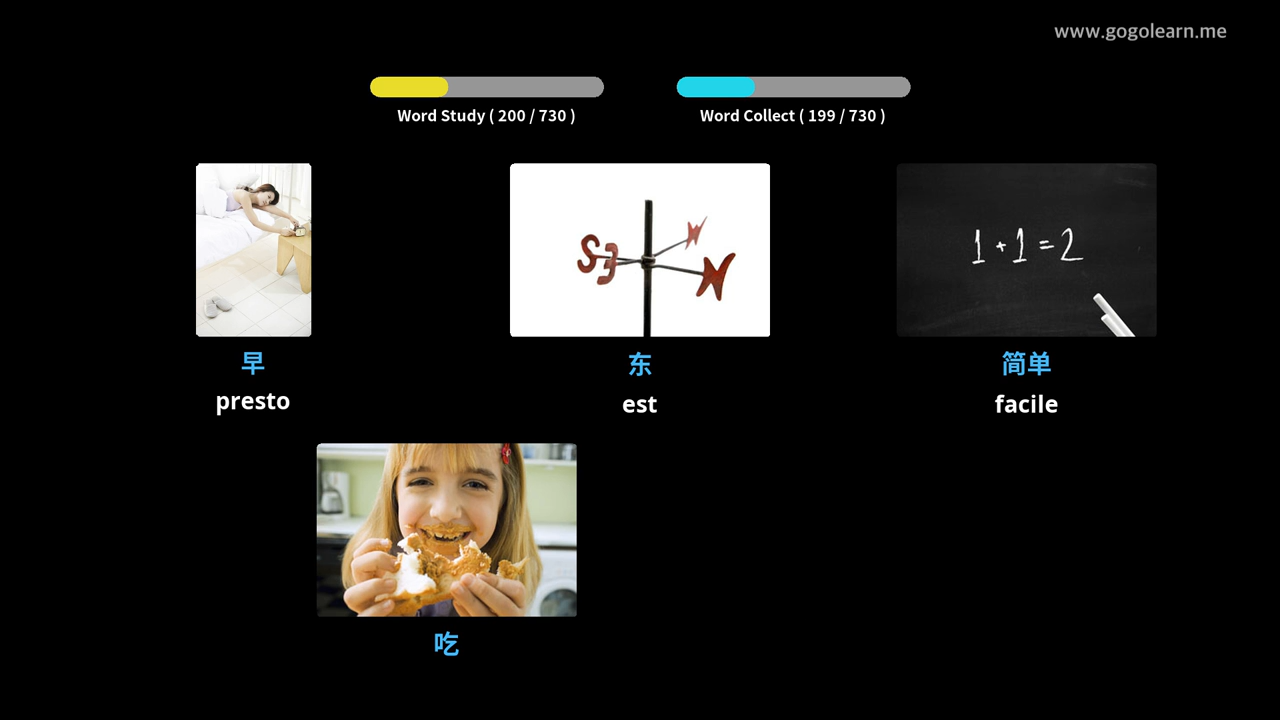 www.gogolearn.me
Word Study ( 200 / 730 )
Word Collect ( 199 / 730 )
S E N W
1 + 1 = 2
早
东
简单
presto
est
facile
吃